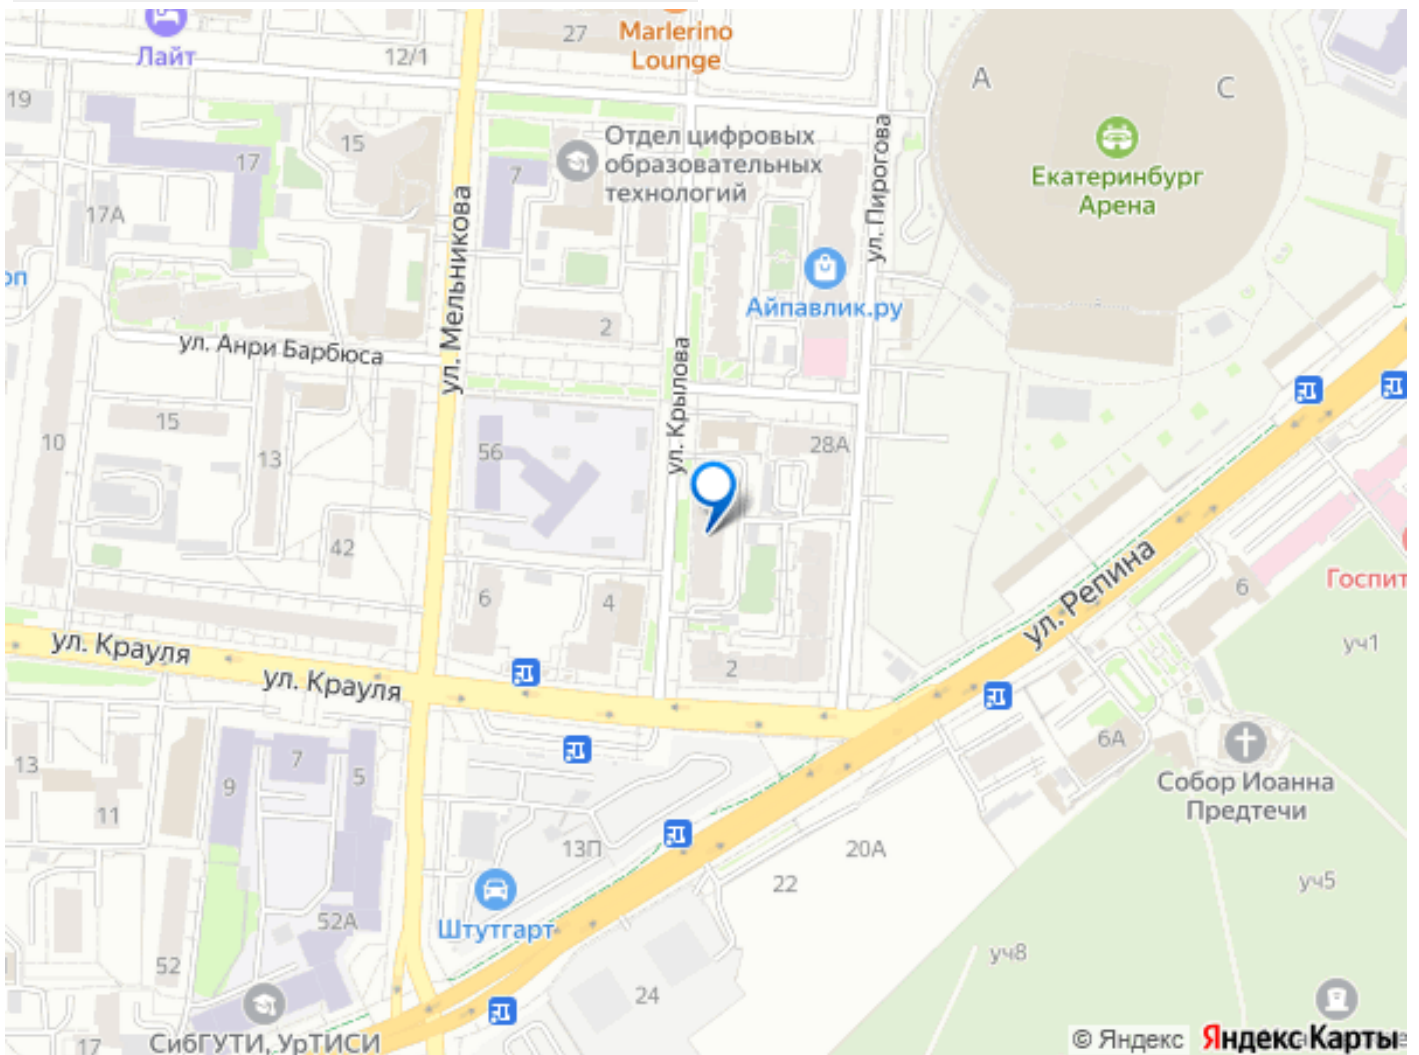 Лайт
12/1
27
Marlerino
Lounge
А
С
19
17
15
17А
7
Отдел цифровых
образовательных
технологий
ул. Пирогова
Екатеринбург
Арена
оп
ул. Мельникова
2
Айпавлик.ру
ул. Анри Барбюса
ул. Крылова
10
15
13
56
28А
42
6
4
2
ул. Репина
6
Госпит
уч1
ул. Крауля
ул. Крауля
6А
Собор Иоанна
Предтечи
13
9
7
5
11
13П
20А
22
уч5
Штутгарт
52А
52
уч8
24
СибГУТИ, УрТИСИ
17
© Яндекс
Яндекс Карты